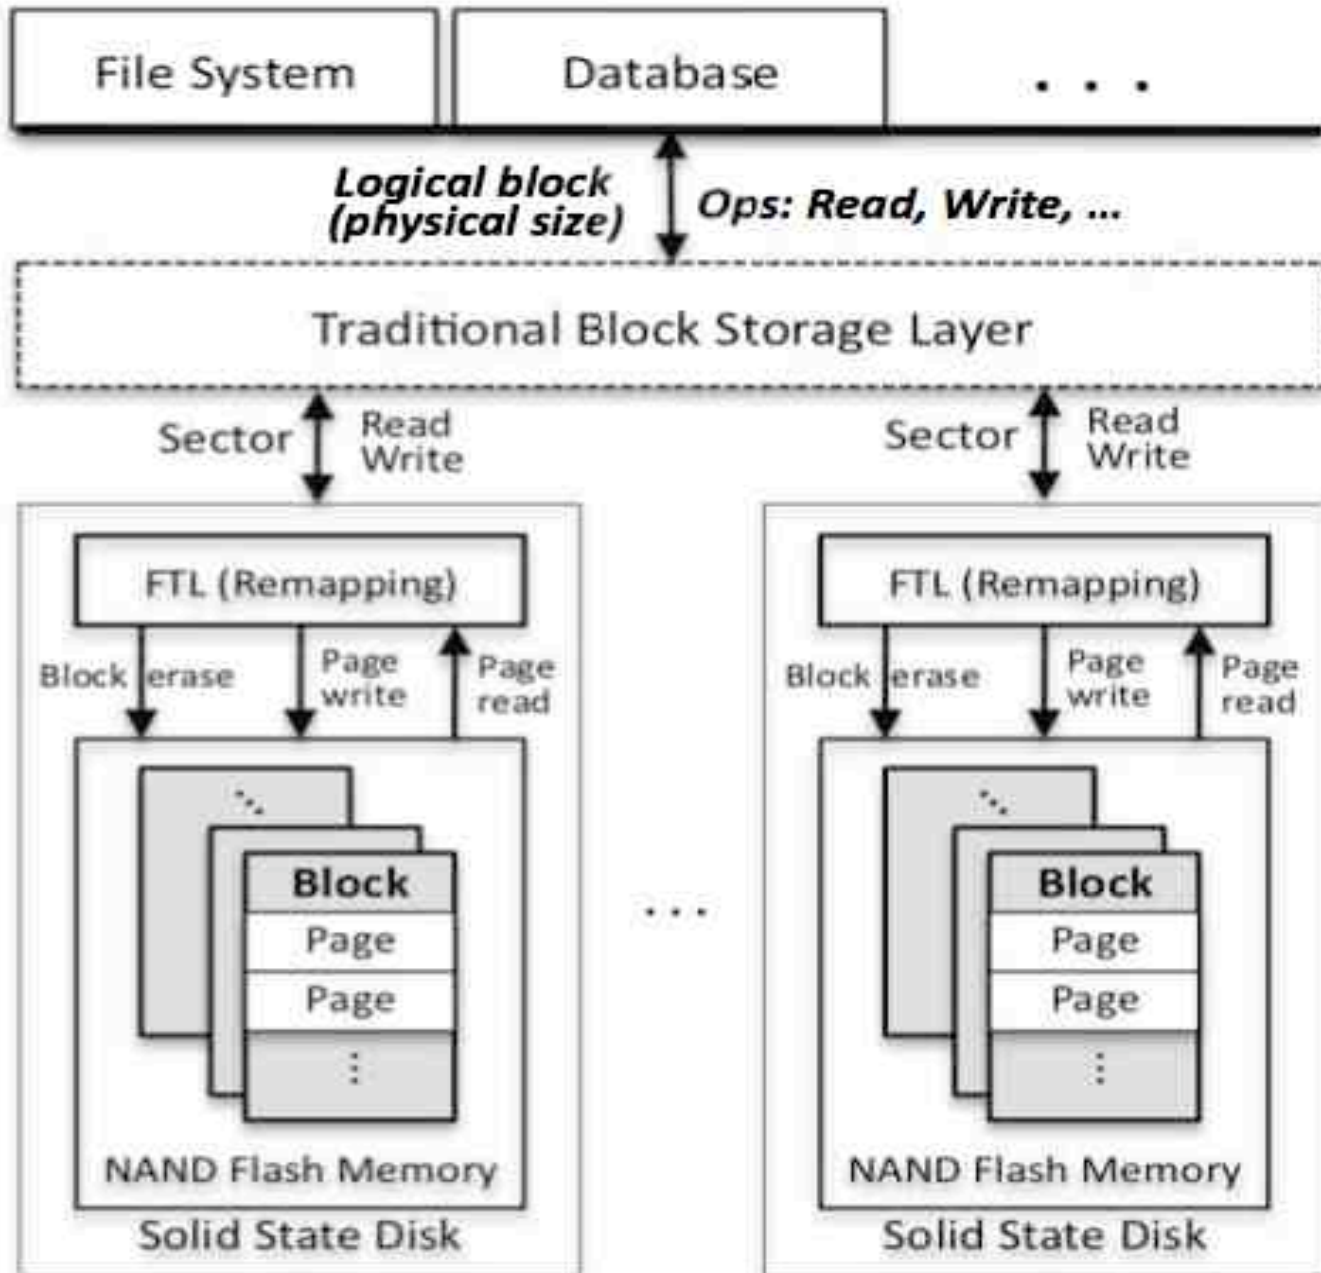 File System
Database
. . .
Logical block
(physical size)
Ops: Read, Write, ...
Traditional Block Storage Layer
Sector
Read
Write
Sector
Read
Write
FTL (Remapping)
Block erase
Page
write
Page
read
Block
Page
Page
NAND Flash Memory
Solid State Disk
...
FTL (Remapping)
Block erase
Page
write
Page
read
Block
Page
Page
NAND Flash Memory
Solid State Disk